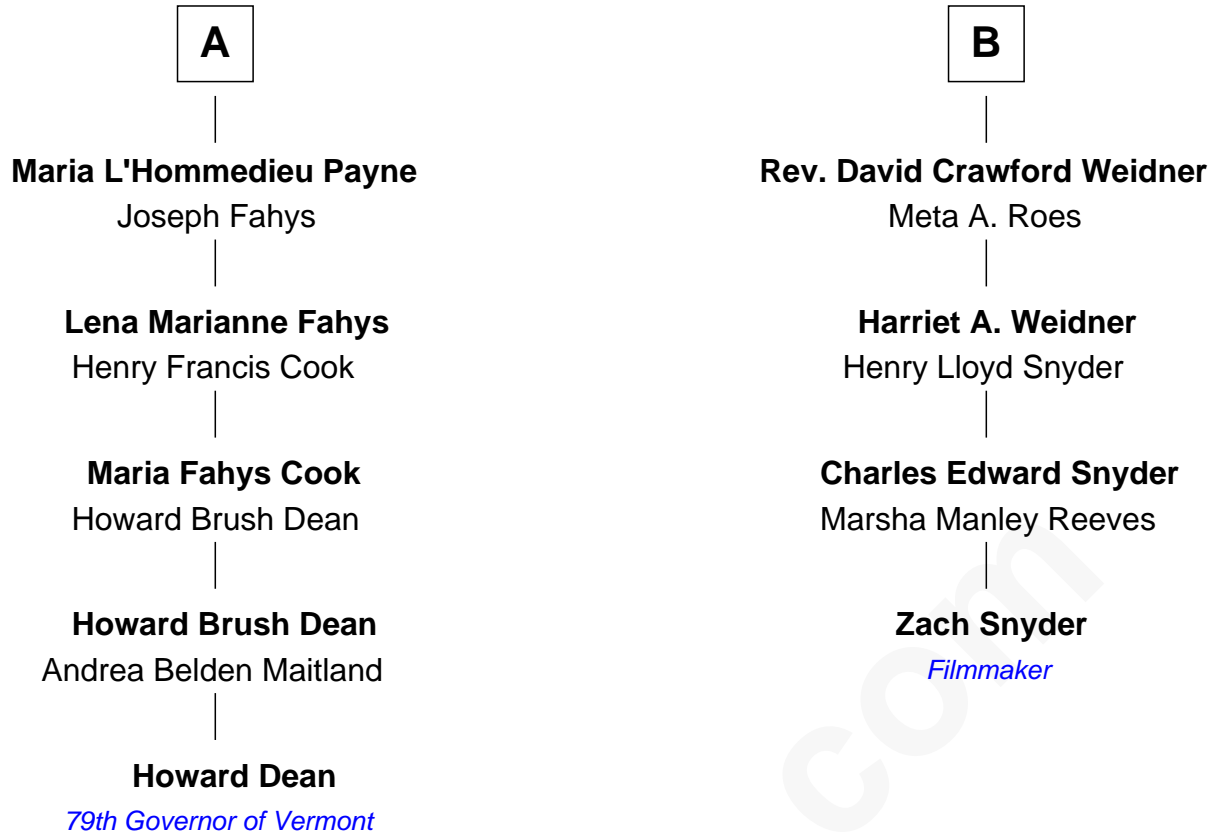 A
Maria L'Hommedieu Payne
Joseph Fahys
Lena Marianne Fahys
Henry Francis Cook
Maria Fahys Cook
Howard Brush Dean
Howard Brush Dean
Andrea Belden Maitland
Howard Dean
79th Governor of Vermont
B
Rev. David Crawford Weidner
Meta A. Roes
Harriet A. Weidner
Henry Lloyd Snyder
Charles Edward Snyder
Marsha Manley Reeves
Zach Snyder
Filmmaker
com